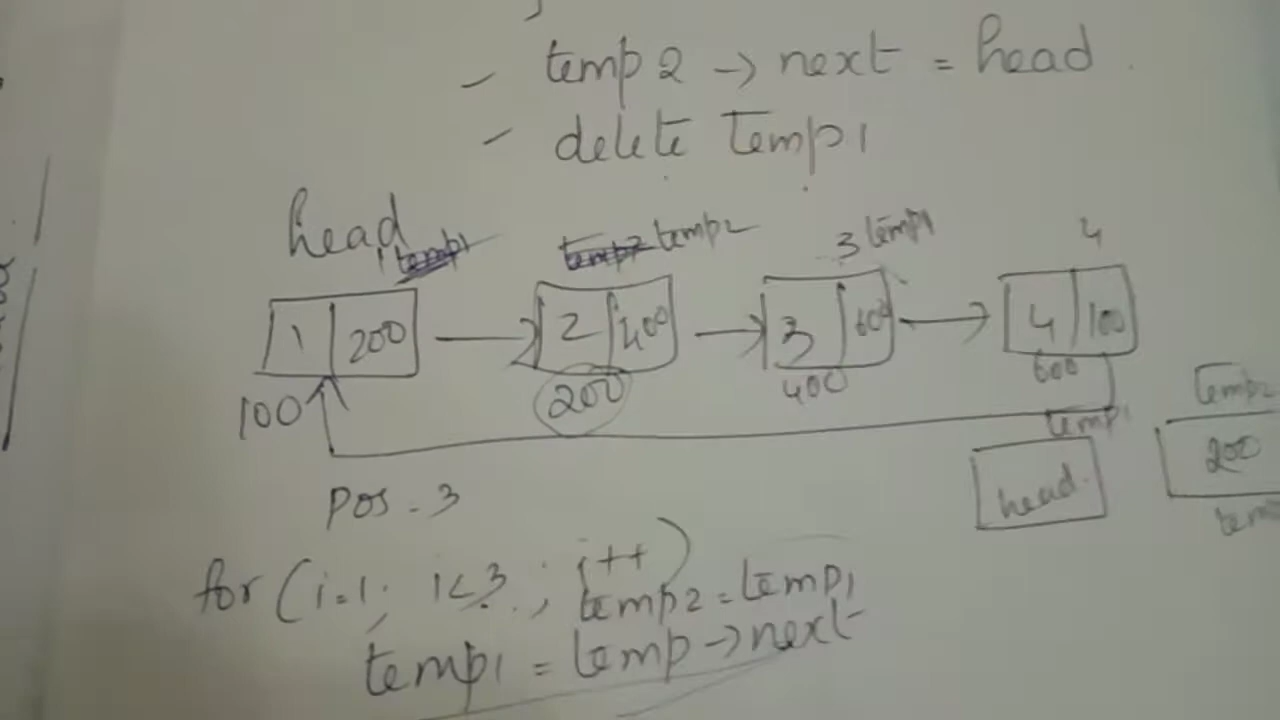 - temp2 -> next = head
- delete temp1
head
temp2
3 temp1
4
1 200
2 400
3 600
4 100
100
200
400
600
temp1
temp2
head
200
pos . 3
for (i=1; i<3 ; i++)
temp2 = temp1
temp1 = temp->next